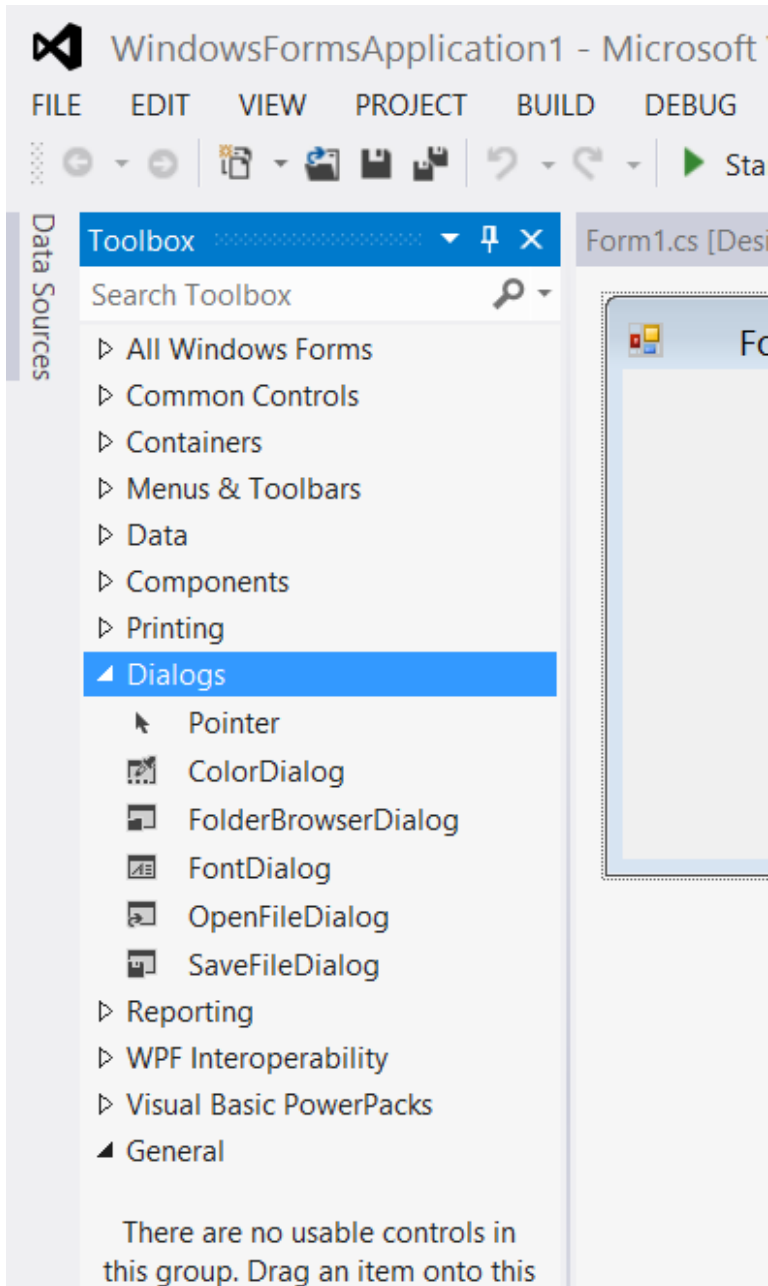 WindowsFormsApplication1 - Microsoft
FILE EDIT VIEW PROJECT BUILD DEBUG
Sta
Data Sources
Toolbox
Form1.cs [Desi
Search Toolbox
Fo
All Windows Forms
Common Controls
Containers
Menus & Toolbars
Data
Components
Printing
Dialogs
Pointer
ColorDialog
FolderBrowserDialog
FontDialog
OpenFileDialog
SaveFileDialog
Reporting
WPF Interoperability
Visual Basic PowerPacks
General
There are no usable controls in
this group. Drag an item onto this